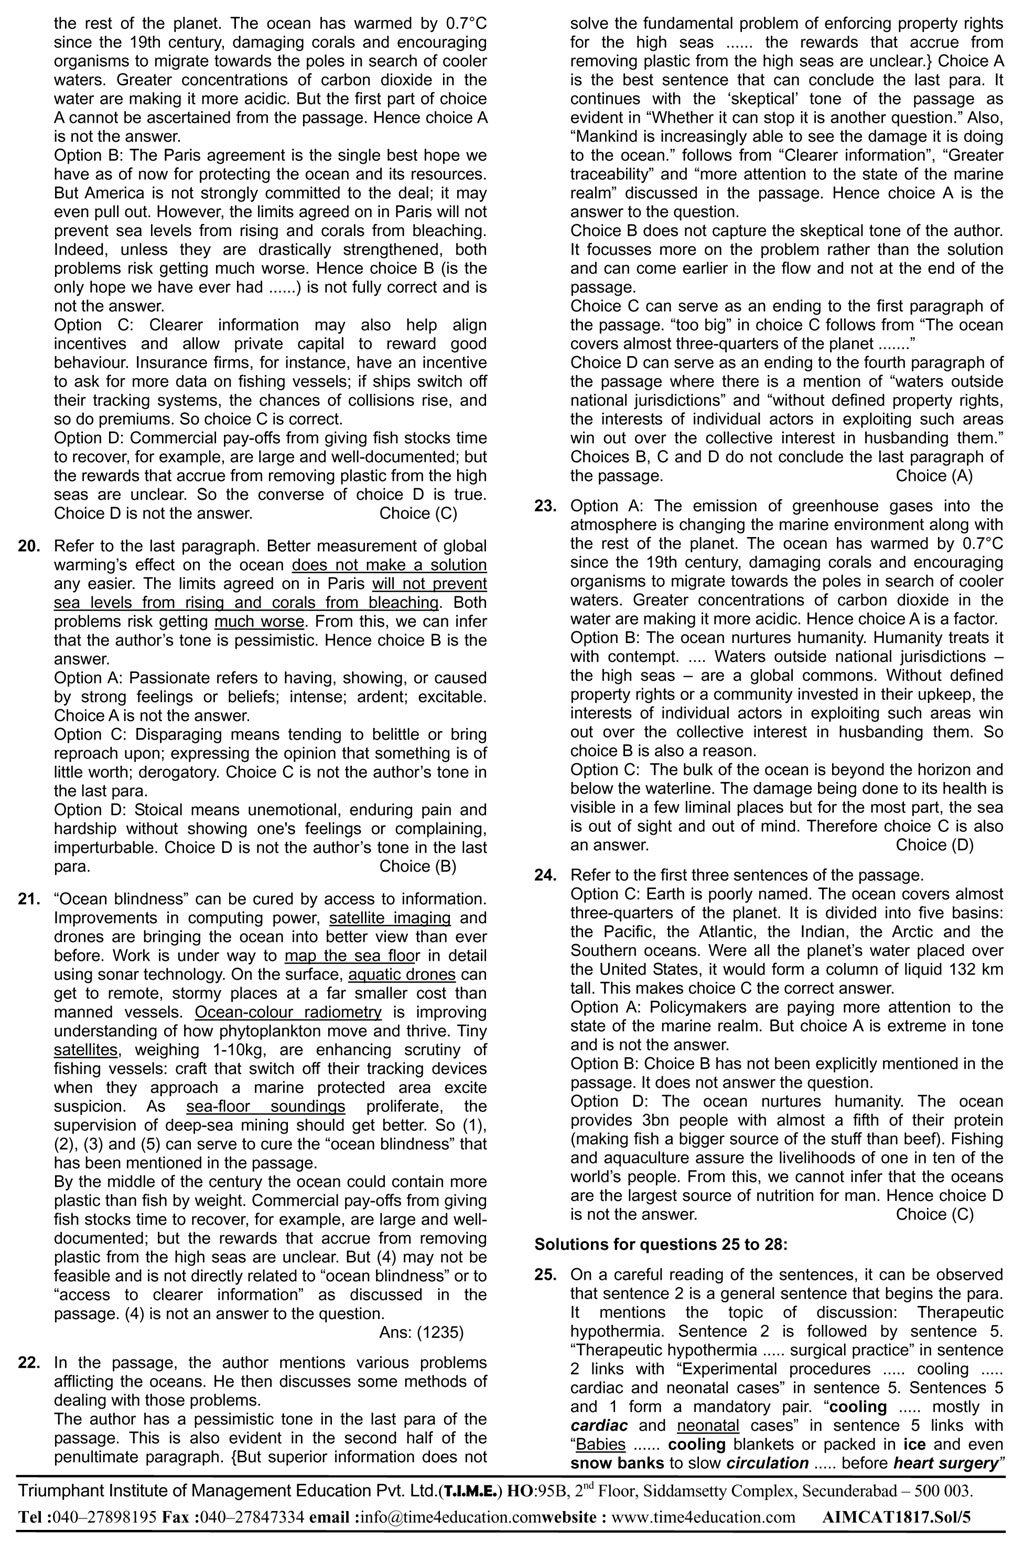 the rest of the planet. The ocean has warmed by 0.7°C
since the 19th century, damaging corals and encouraging
organisms to migrate towards the poles in search of cooler
waters. Greater concentrations of carbon dioxide in the
water are making it more acidic. But the first part of choice
A cannot be ascertained from the passage. Hence choice A
is not the answer.
Option B: The Paris agreement is the single best hope we
have as of now for protecting the ocean and its resources.
But America is not strongly committed to the deal; it may
even pull out. However, the limits agreed on in Paris will not
prevent sea levels from rising and corals from bleaching.
Indeed, unless they are drastically strengthened, both
problems risk getting much worse. Hence choice B (is the
only hope we have ever had ......) is not fully correct and is
not the answer.
Option C: Clearer information may also help align
incentives and allow private capital to reward good
behaviour. Insurance firms, for instance, have an incentive
to ask for more data on fishing vessels; if ships switch off
their tracking systems, the chances of collisions rise, and
so do premiums. So choice C is correct.
Option D: Commercial pay-offs from giving fish stocks time
to recover, for example, are large and well-documented; but
the rewards that accrue from removing plastic from the high
seas are unclear. So the converse of choice D is true.
Choice D is not the answer. Choice (C)
20. Refer to the last paragraph. Better measurement of global
warming's effect on the ocean does not make a solution
any easier. The limits agreed on in Paris will not prevent
sea levels from rising and corals from bleaching. Both
problems risk getting much worse. From this, we can infer
that the author's tone is pessimistic. Hence choice B is the
answer.
Option A: Passionate refers to having, showing, or caused
by strong feelings or beliefs; intense; ardent; excitable.
Choice A is not the answer.
Option C: Disparaging means tending to belittle or bring
reproach upon; expressing the opinion that something is of
little worth; derogatory. Choice C is not the author's tone in
the last para.
Option D: Stoical means unemotional, enduring pain and
hardship without showing one's feelings or complaining,
imperturbable. Choice D is not the author's tone in the last
para. Choice (B)
21. “Ocean blindness” can be cured by access to information.
Improvements in computing power, satellite imaging and
drones are bringing the ocean into better view than ever
before. Work is under way to map the sea floor in detail
using sonar technology. On the surface, aquatic drones can
get to remote, stormy places at a far smaller cost than
manned vessels. Ocean-colour radiometry is improving
understanding of how phytoplankton move and thrive. Tiny
satellites, weighing 1-10kg, are enhancing scrutiny of
fishing vessels: craft that switch off their tracking devices
when they approach a marine protected area excite
suspicion. As sea-floor soundings proliferate, the
supervision of deep-sea mining should get better. So (1),
(2), (3) and (5) can serve to cure the “ocean blindness” that
has been mentioned in the passage.
By the middle of the century the ocean could contain more
plastic than fish by weight. Commercial pay-offs from giving
fish stocks time to recover, for example, are large and well-
documented; but the rewards that accrue from removing
plastic from the high seas are unclear. But (4) may not be
feasible and is not directly related to “ocean blindness” or to
“access to clearer information” as discussed in the
passage. (4) is not an answer to the question.
Ans: (1235)
22. In the passage, the author mentions various problems
afflicting the oceans. He then discusses some methods of
dealing with those problems.
The author has a pessimistic tone in the last para of the
passage. This is also evident in the second half of the
penultimate paragraph. {But superior information does not
solve the fundamental problem of enforcing property rights
for the high seas ...... the rewards that accrue from
removing plastic from the high seas are unclear.} Choice A
is the best sentence that can conclude the last para. It
continues with the ‘skeptical’ tone of the passage as
evident in “Whether it can stop it is another question.” Also,
“Mankind is increasingly able to see the damage it is doing
to the ocean.” follows from “Clearer information”, “Greater
traceability” and “more attention to the state of the marine
realm” discussed in the passage. Hence choice A is the
answer to the question.
Choice B does not capture the skeptical tone of the author.
It focusses more on the problem rather than the solution
and can come earlier in the flow and not at the end of the
passage.
Choice C can serve as an ending to the first paragraph of
the passage. “too big” in choice C follows from “The ocean
covers almost three-quarters of the planet .......”
Choice D can serve as an ending to the fourth paragraph of
the passage where there is a mention of “waters outside
national jurisdictions” and “without defined property rights,
the interests of individual actors in exploiting such areas
win out over the collective interest in husbanding them.”
Choices B, C and D do not conclude the last paragraph of
the passage. Choice (A)
23. Option A: The emission of greenhouse gases into the
atmosphere is changing the marine environment along with
the rest of the planet. The ocean has warmed by 0.7°C
since the 19th century, damaging corals and encouraging
organisms to migrate towards the poles in search of cooler
waters. Greater concentrations of carbon dioxide in the
water are making it more acidic. Hence choice A is a factor.
Option B: The ocean nurtures humanity. Humanity treats it
with contempt. .... Waters outside national jurisdictions –
the high seas – are a global commons. Without defined
property rights or a community invested in their upkeep, the
interests of individual actors in exploiting such areas win
out over the collective interest in husbanding them. So
choice B is also a reason.
Option C: The bulk of the ocean is beyond the horizon and
below the waterline. The damage being done to its health is
visible in a few liminal places but for the most part, the sea
is out of sight and out of mind. Therefore choice C is also
an answer. Choice (D)
24. Refer to the first three sentences of the passage.
Option C: Earth is poorly named. The ocean covers almost
three-quarters of the planet. It is divided into five basins:
the Pacific, the Atlantic, the Indian, the Arctic and the
Southern oceans. Were all the planet's water placed over
the United States, it would form a column of liquid 132 km
tall. This makes choice C the correct answer.
Option A: Policymakers are paying more attention to the
state of the marine realm. But choice A is extreme in tone
and is not the answer.
Option B: Choice B has not been explicitly mentioned in the
passage. It does not answer the question.
Option D: The ocean nurtures humanity. The ocean
provides 3bn people with almost a fifth of their protein
(making fish a bigger source of the stuff than beef). Fishing
and aquaculture assure the livelihoods of one in ten of the
world's people. From this, we cannot infer that the oceans
are the largest source of nutrition for man. Hence choice D
is not the answer. Choice (C)
Solutions for questions 25 to 28:
25. On a careful reading of the sentences, it can be observed
that sentence 2 is a general sentence that begins the para.
It mentions the topic of discussion: Therapeutic
hypothermia. Sentence 2 is followed by sentence 5.
“Therapeutic hypothermia ..... surgical practice” in sentence
2 links with “Experimental procedures ..... cooling .....
cardiac and neonatal cases” in sentence 5. Sentences 5
and 1 form a mandatory pair. “cooling ..... mostly in
cardiac and neonatal cases” in sentence 5 links with
“Babies ...... cooling blankets or packed in ice and even
snow banks to slow circulation ..... before heart surgery”
Triumphant Institute of Management Education Pvt. Ltd.(T.I.M.E.) HO:95B, 2nd Floor, Siddamsetty Complex, Secunderabad – 500 003.
Tel :040–27898195 Fax :040–27847334 email :info@time4education.comwebsite : www.time4education.com AIMCAT1817.Sol/5